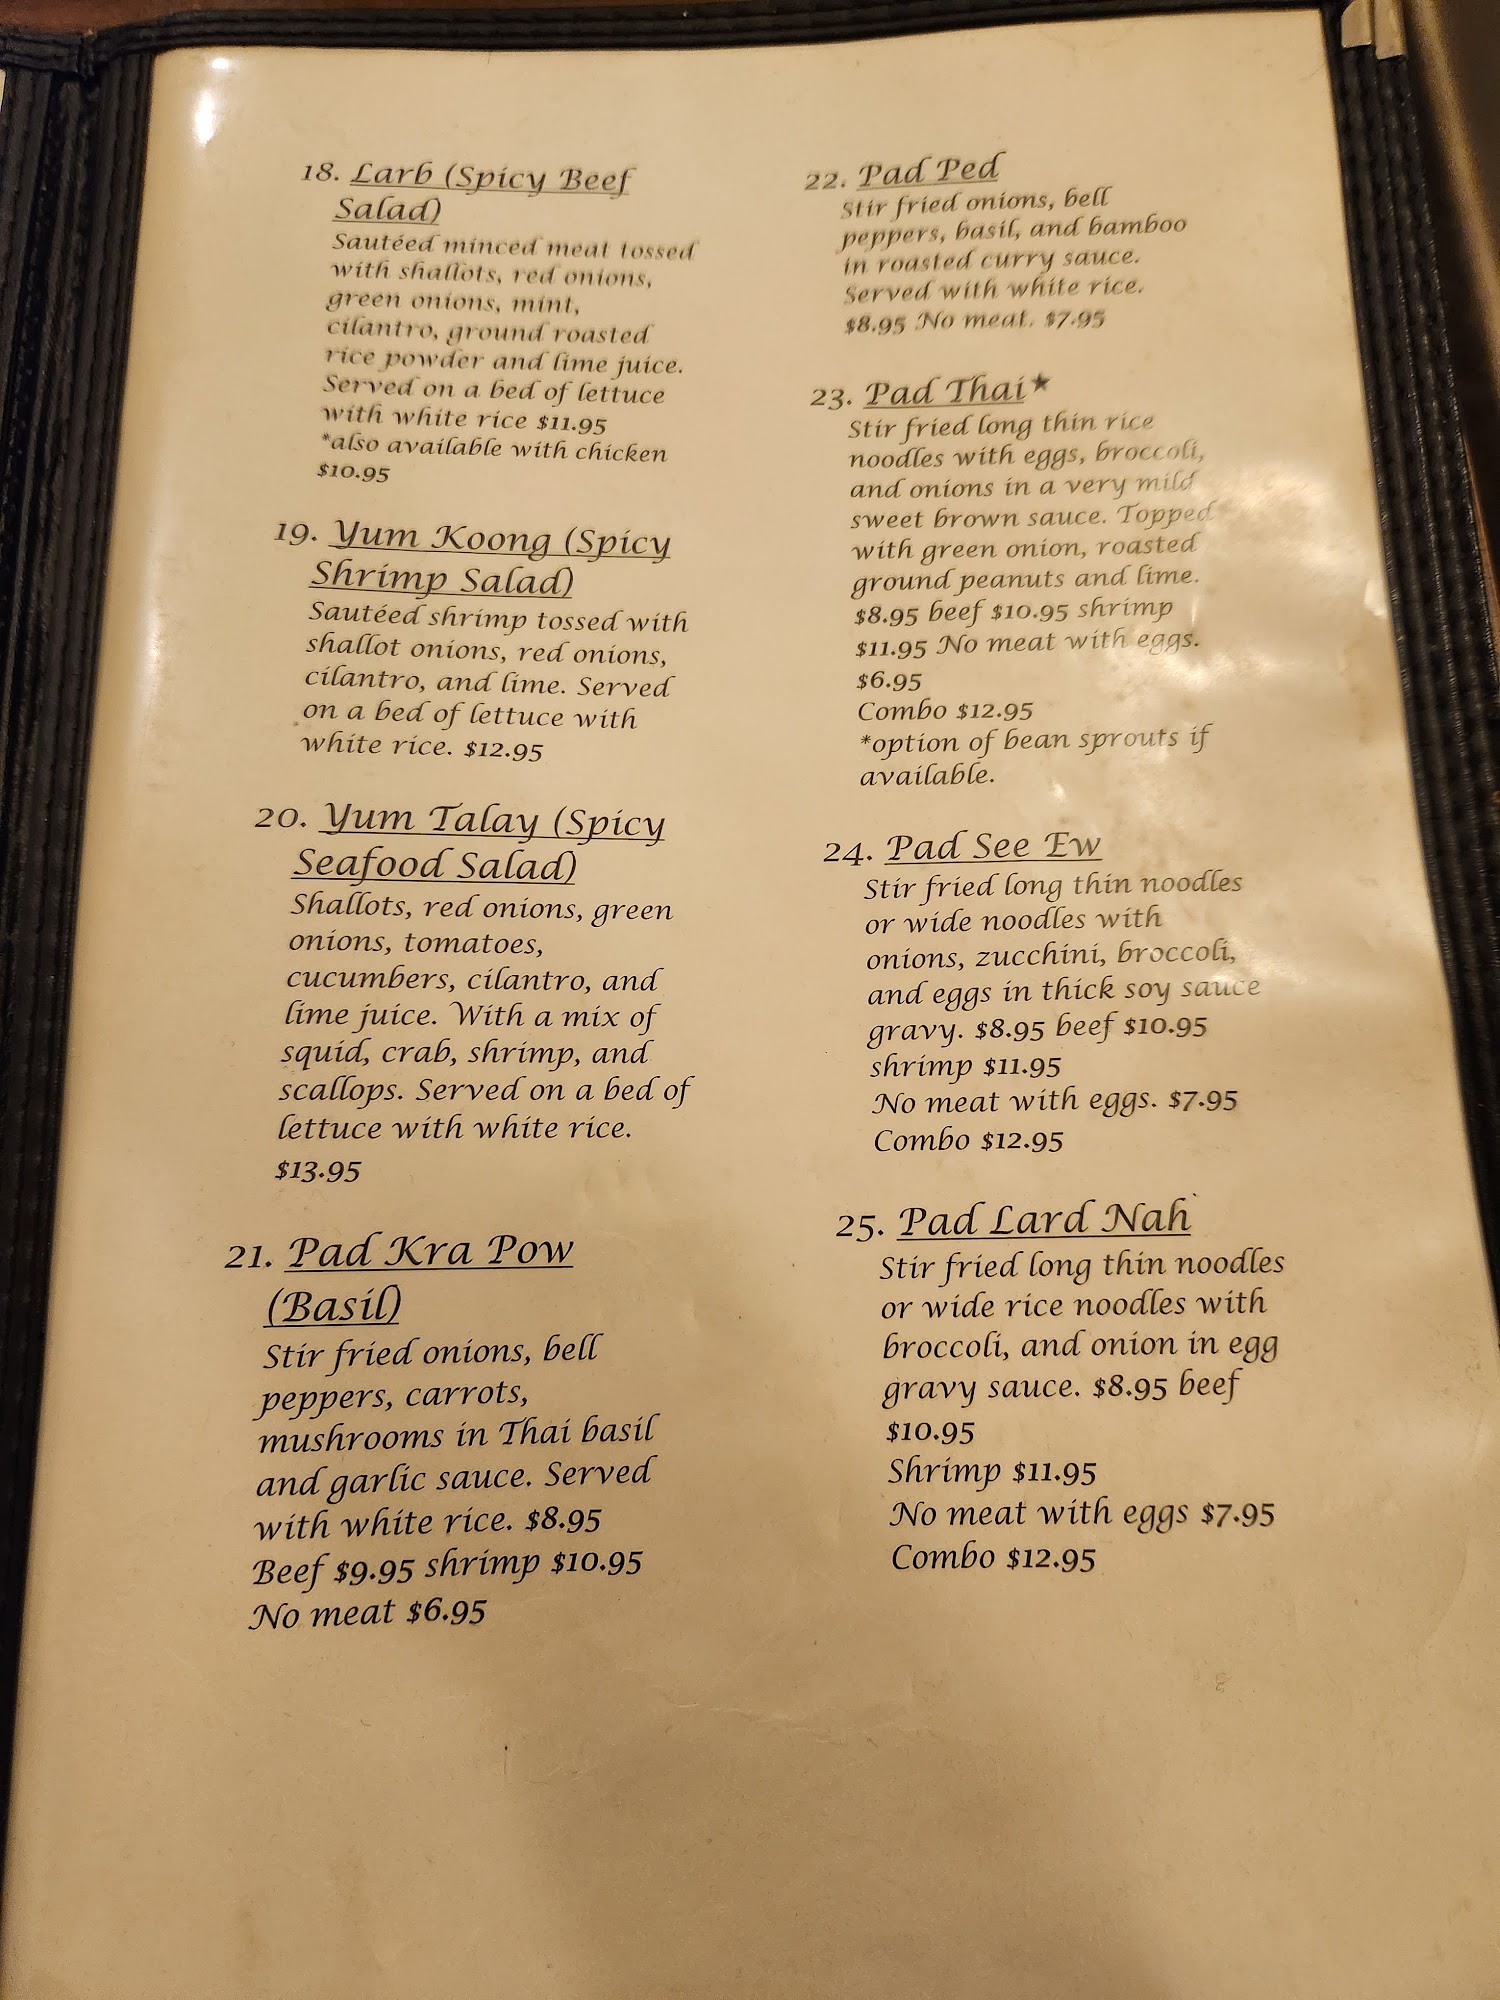 18. Larb (Spicy Beef
Salad)
Sautéed minced meat tossed
with shallots, red onions,
green onions, mint,
cilantro, ground roasted
rice powder and lime juice.
Served on a bed of lettuce
with white rice $11.95
*also available with chicken
$10.95
19. Yum Koong (Spicy
Shrimp Salad)
Sautéed shrimp tossed with
shallot onions, red onions,
cilantro, and lime. Served
on a bed of lettuce with
white rice. $12.95
20. Yum Talay (Spicy
Seafood Salad)
Shallots, red onions, green
onions, tomatoes,
cucumbers, cilantro, and
lime juice. With a mix of
squid, crab, shrimp, and
scallops. Served on a bed of
lettuce with white rice.
$13.95
21. Pad Kra Pow
(Basil)
Stir fried onions, bell
peppers, carrots,
mushrooms in Thai basil
and garlic sauce. Served
with white rice. $8.95
Beef $9.95 shrimp $10.95
No meat $6.95
22. Pad Ped
Stir fried onions, bell
peppers, basil, and bamboo
in roasted curry sauce.
Served with white rice.
$8.95 No meat. $7.95
23. Pad Thai★
Stir fried long thin rice
noodles with eggs, broccoli,
and onions in a very mild
sweet brown sauce. Topped
with green onion, roasted
ground peanuts and lime.
$8.95 beef $10.95 shrimp
$11.95 No meat with eggs.
$6.95
Combo $12.95
*option of bean sprouts if
available.
24. Pad See Ew
Stir fried long thin noodles
or wide noodles with
onions, zucchini, broccoli,
and eggs in thick soy sauce
gravy. $8.95 beef $10.95
shrimp $11.95
No meat with eggs. $7.95
Combo $12.95
25. Pad Lard Nah
Stir fried long thin noodles
or wide rice noodles with
broccoli, and onion in egg
gravy sauce. $8.95 beef
$10.95
Shrimp $11.95
No meat with eggs $7.95
Combo $12.95